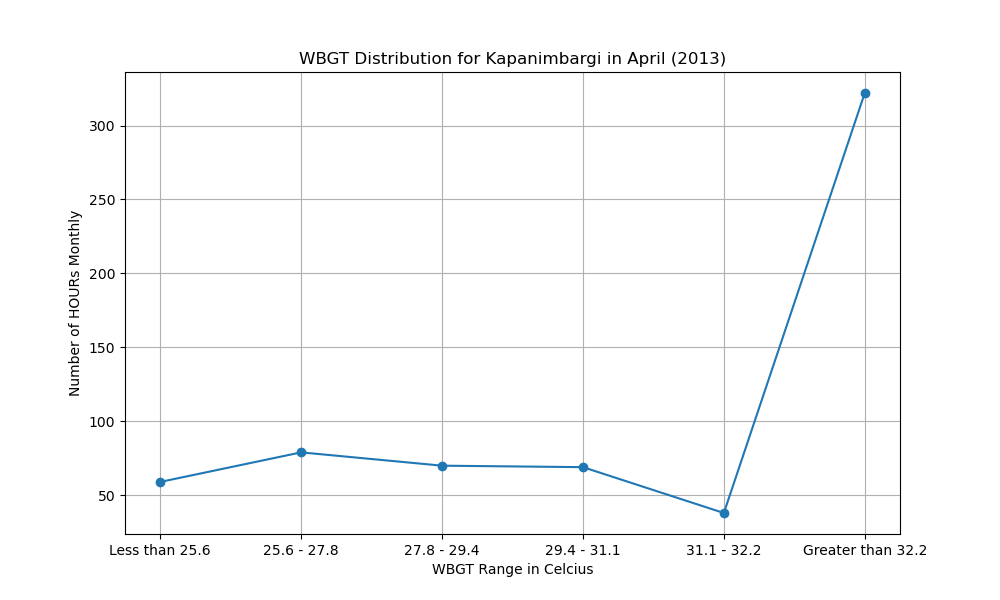 WBGT Distribution for Kapanimbargi in April (2013)
Number of HOURs Monthly
300
250
200
150
100
50
Less than 25.6
25.6 - 27.8
27.8 - 29.4
29.4 - 31.1
31.1 - 32.2
Greater than 32.2
WBGT Range in Celcius